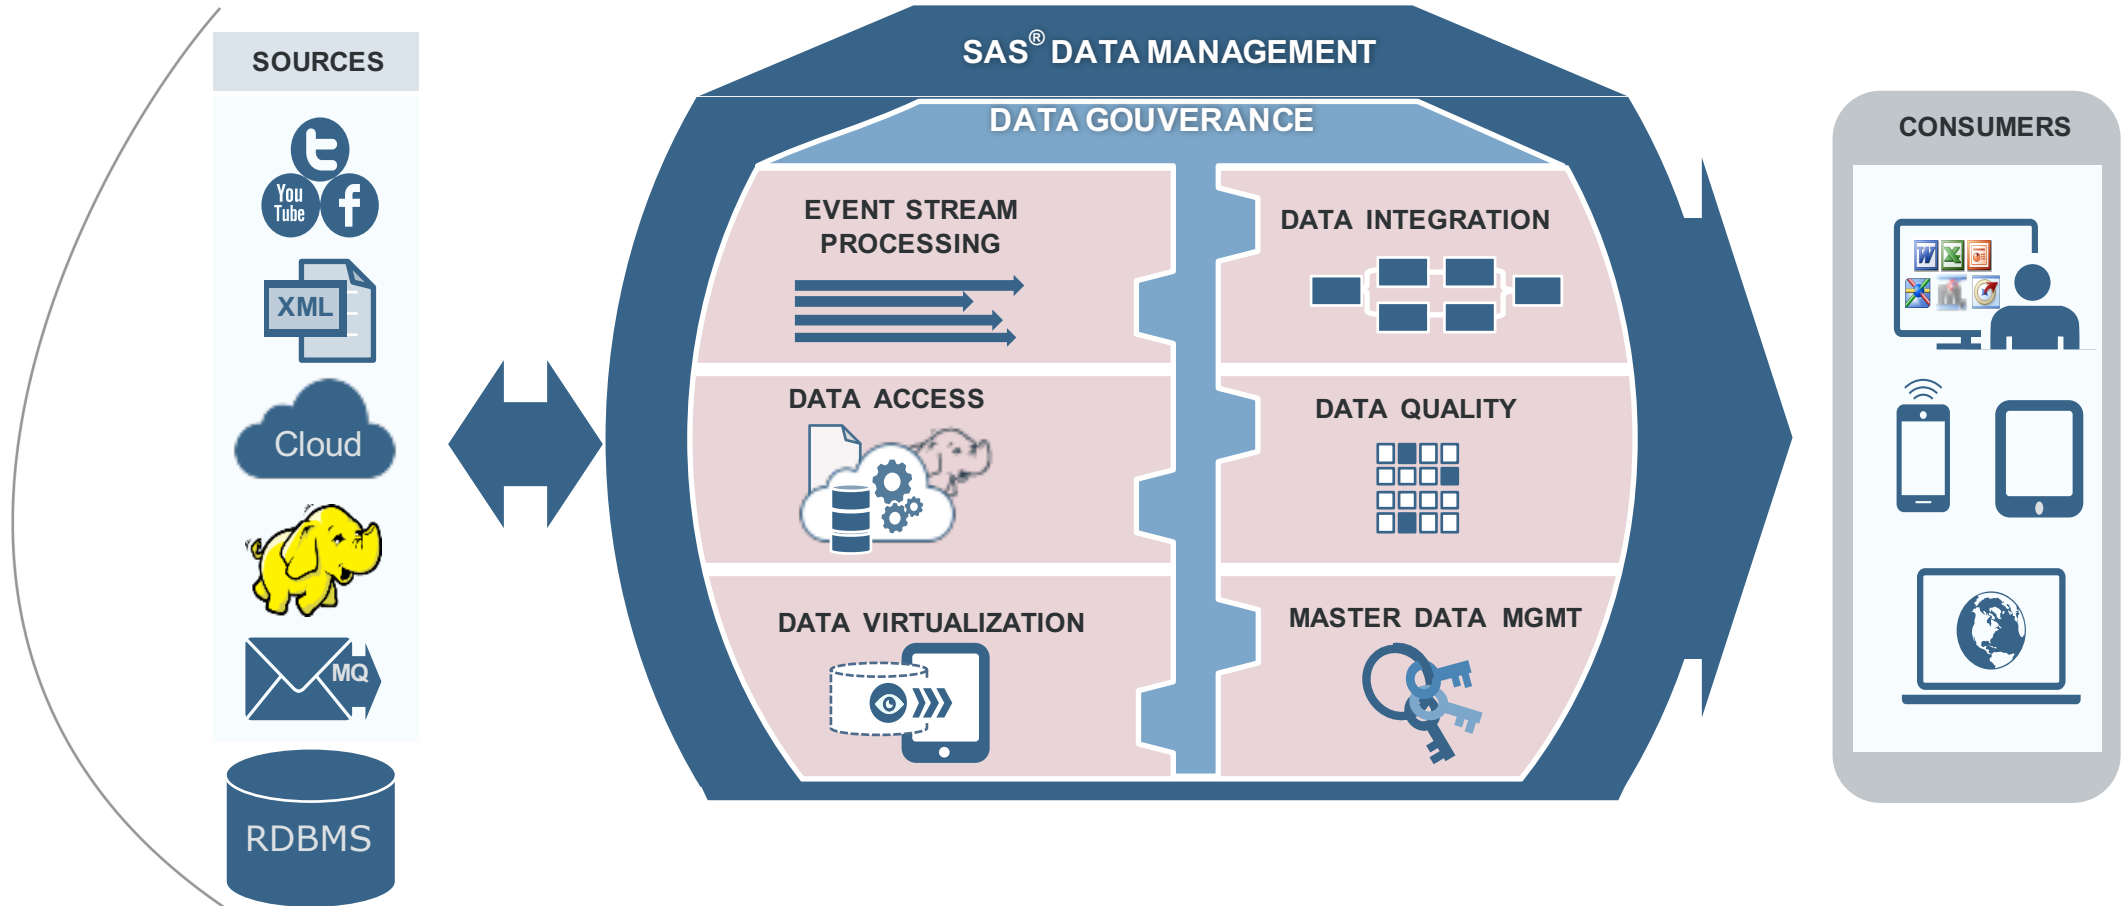 SOURCES
You
Tube
f
XML
Cloud
MQ
RDBMS
SAS® DATA MANAGEMENT
DATA GOUVERANCE
EVENT STREAM
PROCESSING
DATA INTEGRATION
DATA ACCESS
DATA QUALITY
DATA VIRTUALIZATION
MASTER DATA MGMT
CONSUMERS
W